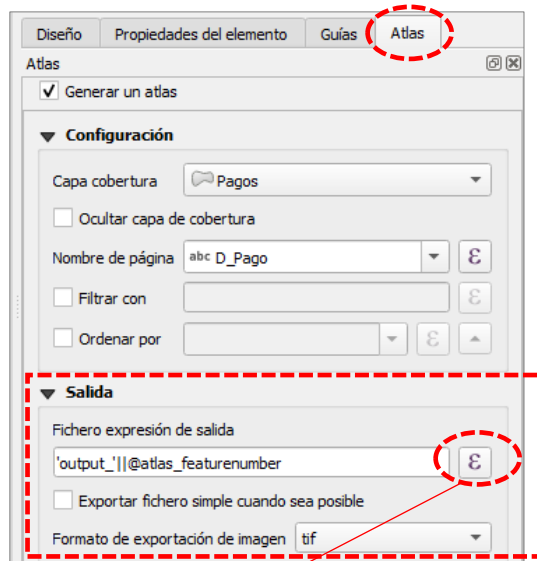 Diseño Propiedades del elemento Guías Atlas
Atlas
Generar un atlas
Configuración
Capa cobertura Pagos
Ocultar capa de cobertura
Nombre de página abc D_Pago ε
Filtrar con ε
Ordenar por ε
Salida
Fichero expresión de salida
'output_'||@atlas_featurenumber ε
Exportar fichero simple cuando sea posible
Formato de exportación de imagen tif